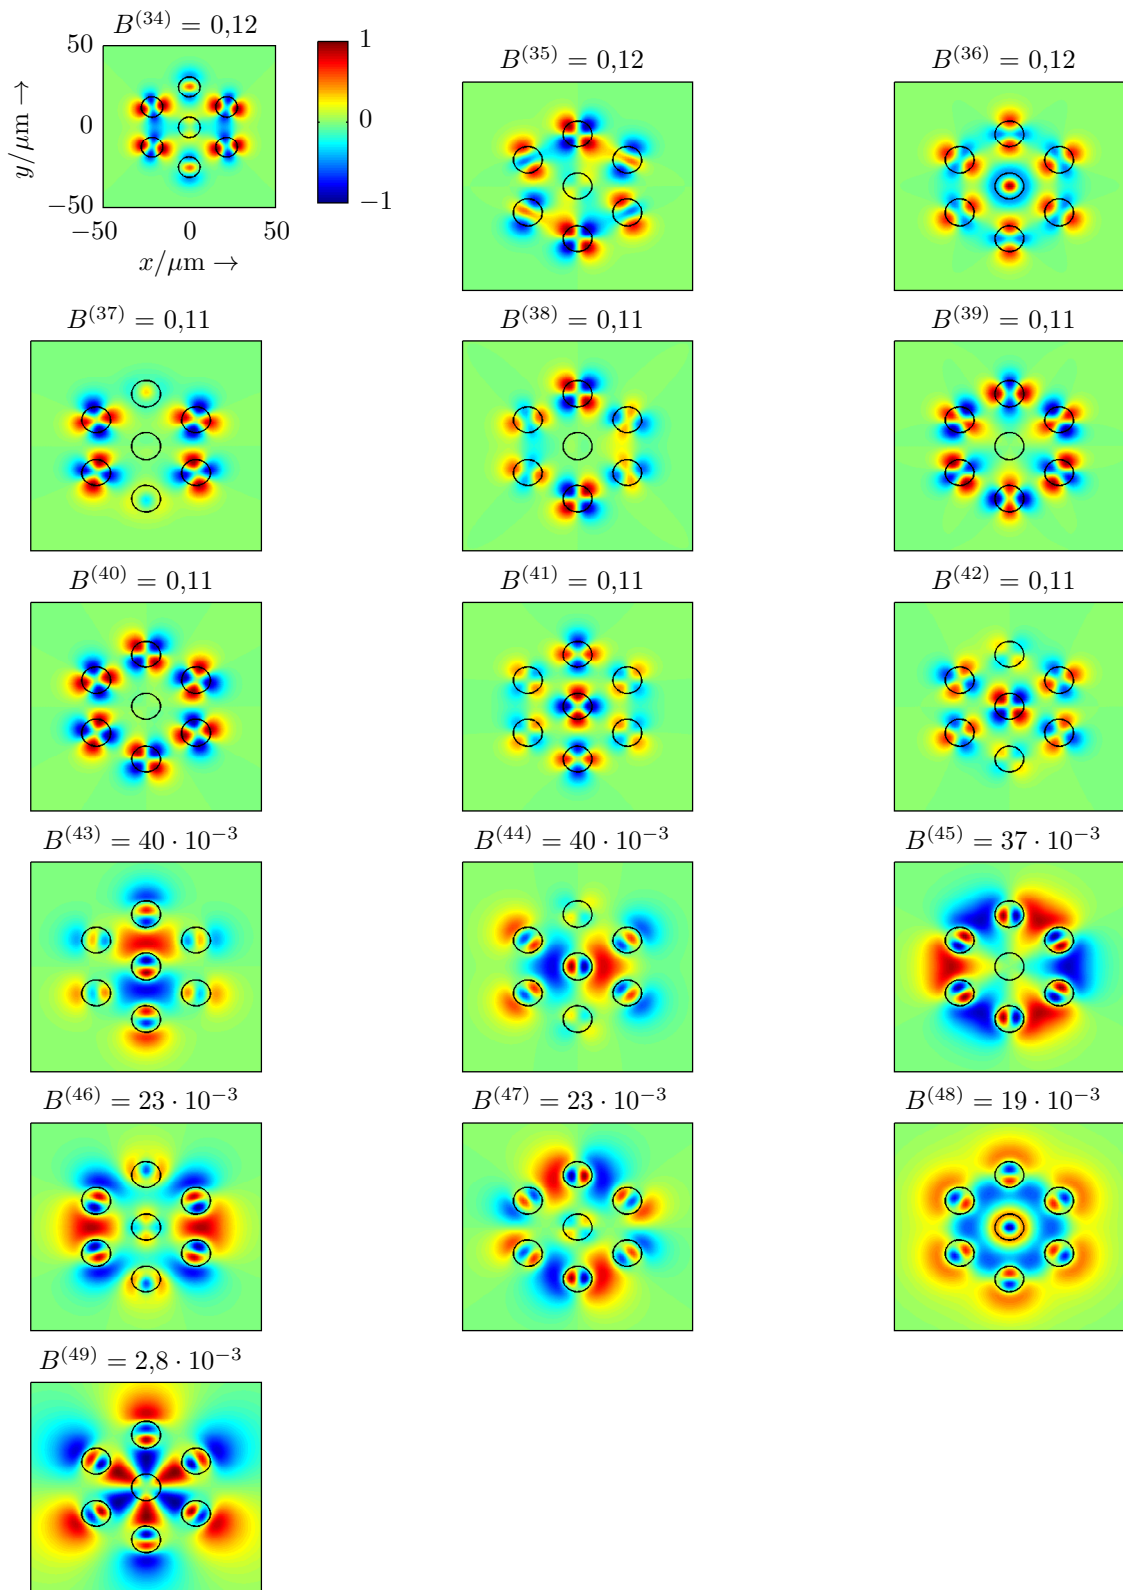 B^(34) = 0,12
50
0
−50
y/μm →
−50 0 50
x/μm →
1
0
−1
B^(35) = 0,12
B^(36) = 0,12
B^(37) = 0,11
B^(38) = 0,11
B^(39) = 0,11
B^(40) = 0,11
B^(41) = 0,11
B^(42) = 0,11
B^(43) = 40 · 10^−3
B^(44) = 40 · 10^−3
B^(45) = 37 · 10^−3
B^(46) = 23 · 10^−3
B^(47) = 23 · 10^−3
B^(48) = 19 · 10^−3
B^(49) = 2,8 · 10^−3